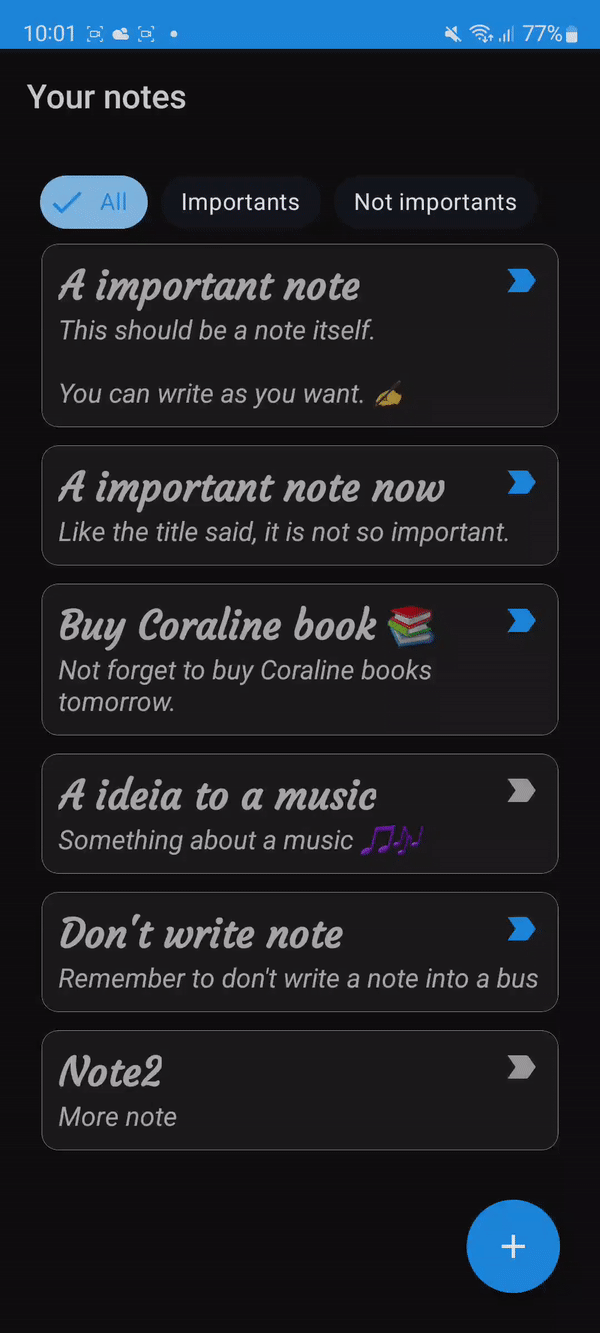 10:01
77%
Your notes
All
Importants
Not importants
A important note
This should be a note itself.
You can write as you want. ✍
A important note now
Like the title said, it is not so important.
Buy Coraline book 📚
Not forget to buy Coraline books
tomorrow.
A ideia to a music
Something about a music 🎶
Don't write note
Remember to don't write a note into a bus
Note2
More note
+